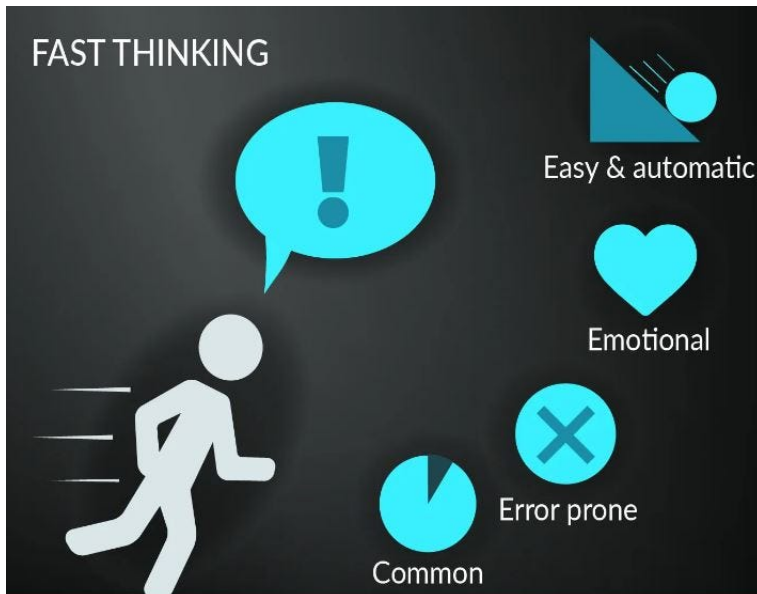 FAST THINKING
!
Easy & automatic
Emotional
Error prone
Common